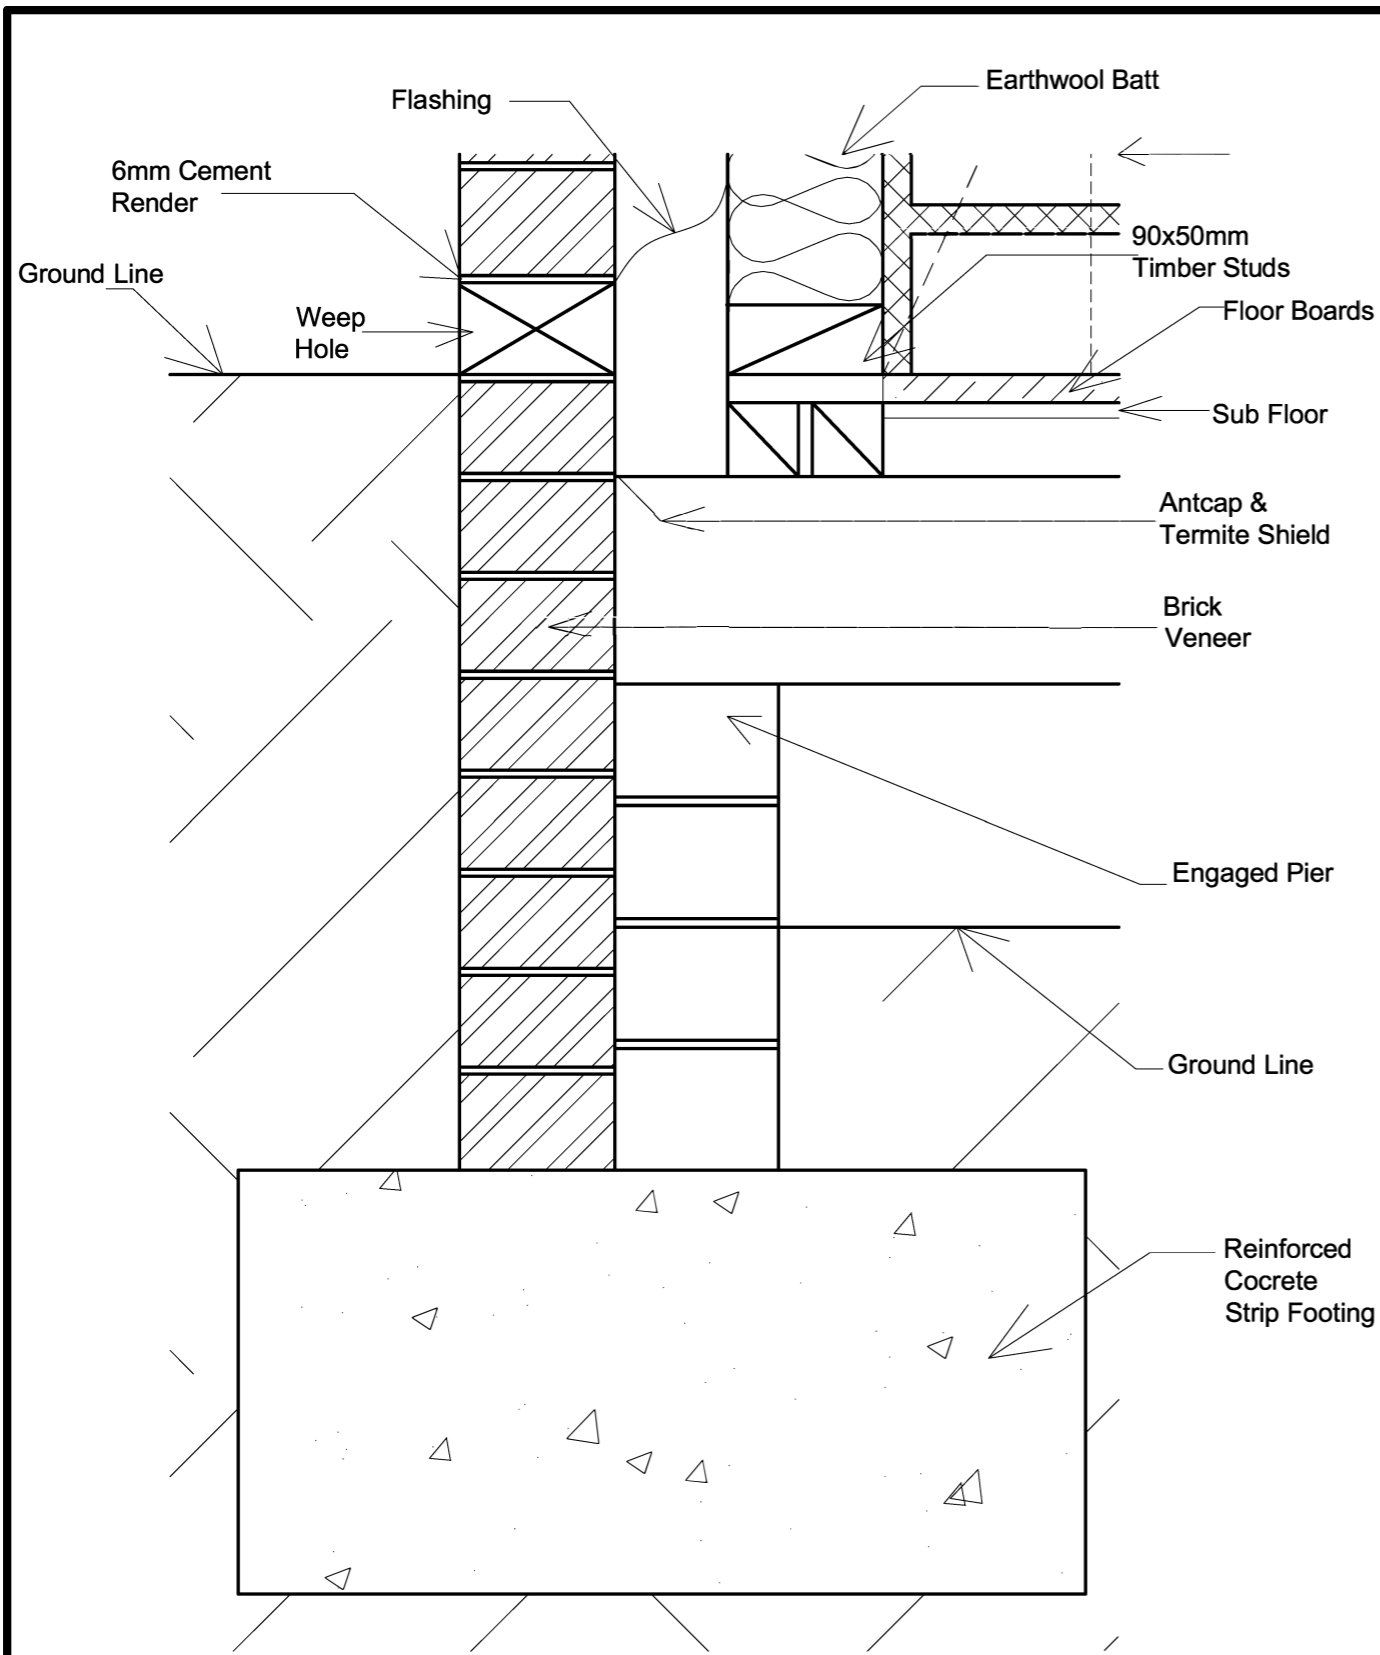 Earthwool Batt
Flashing
6mm Cement
Render
90x50mm
Timber Studs
Ground Line
Weep
Hole
Floor Boards
Sub Floor
Antcap &
Termite Shield
Brick
Veneer
Engaged Pier
Ground Line
Reinforced
Cocrete
Strip Footing